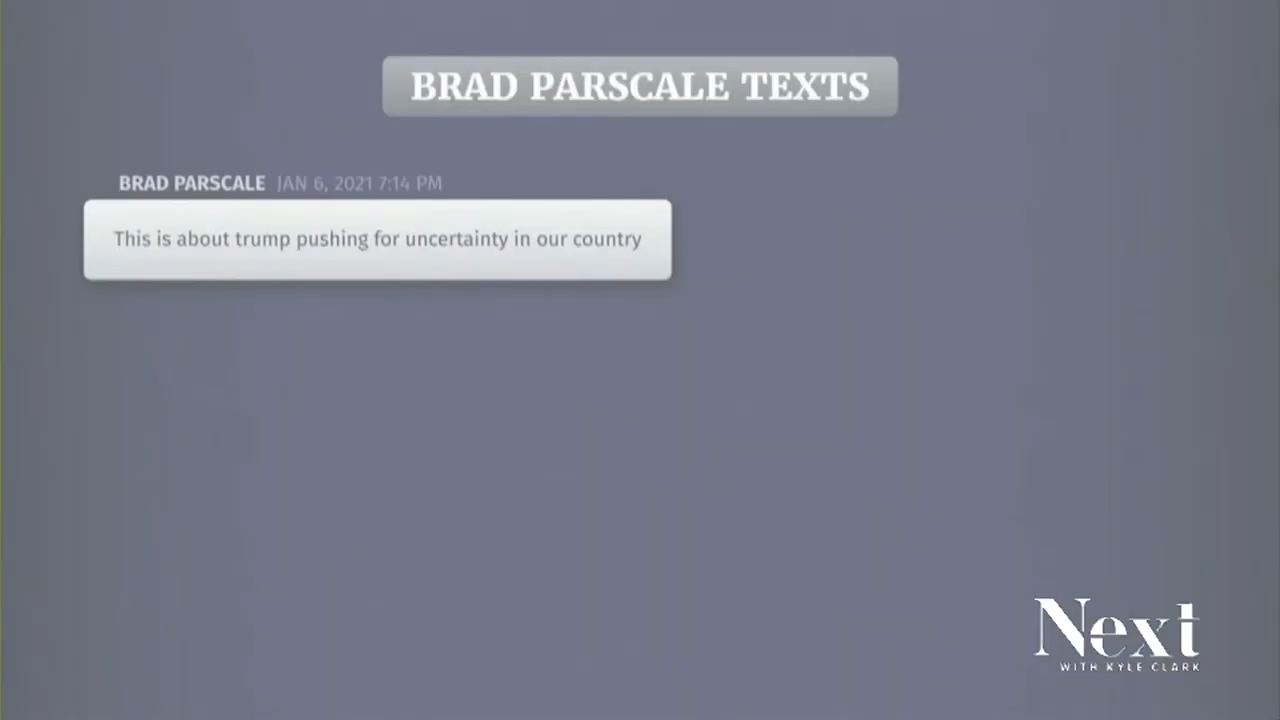 BRAD PARSCALE TEXTS
BRAD PARSCALE JAN 6, 2021 7:14 PM
This is about trump pushing for uncertainty in our country
Next
WITH KYLE CLARK